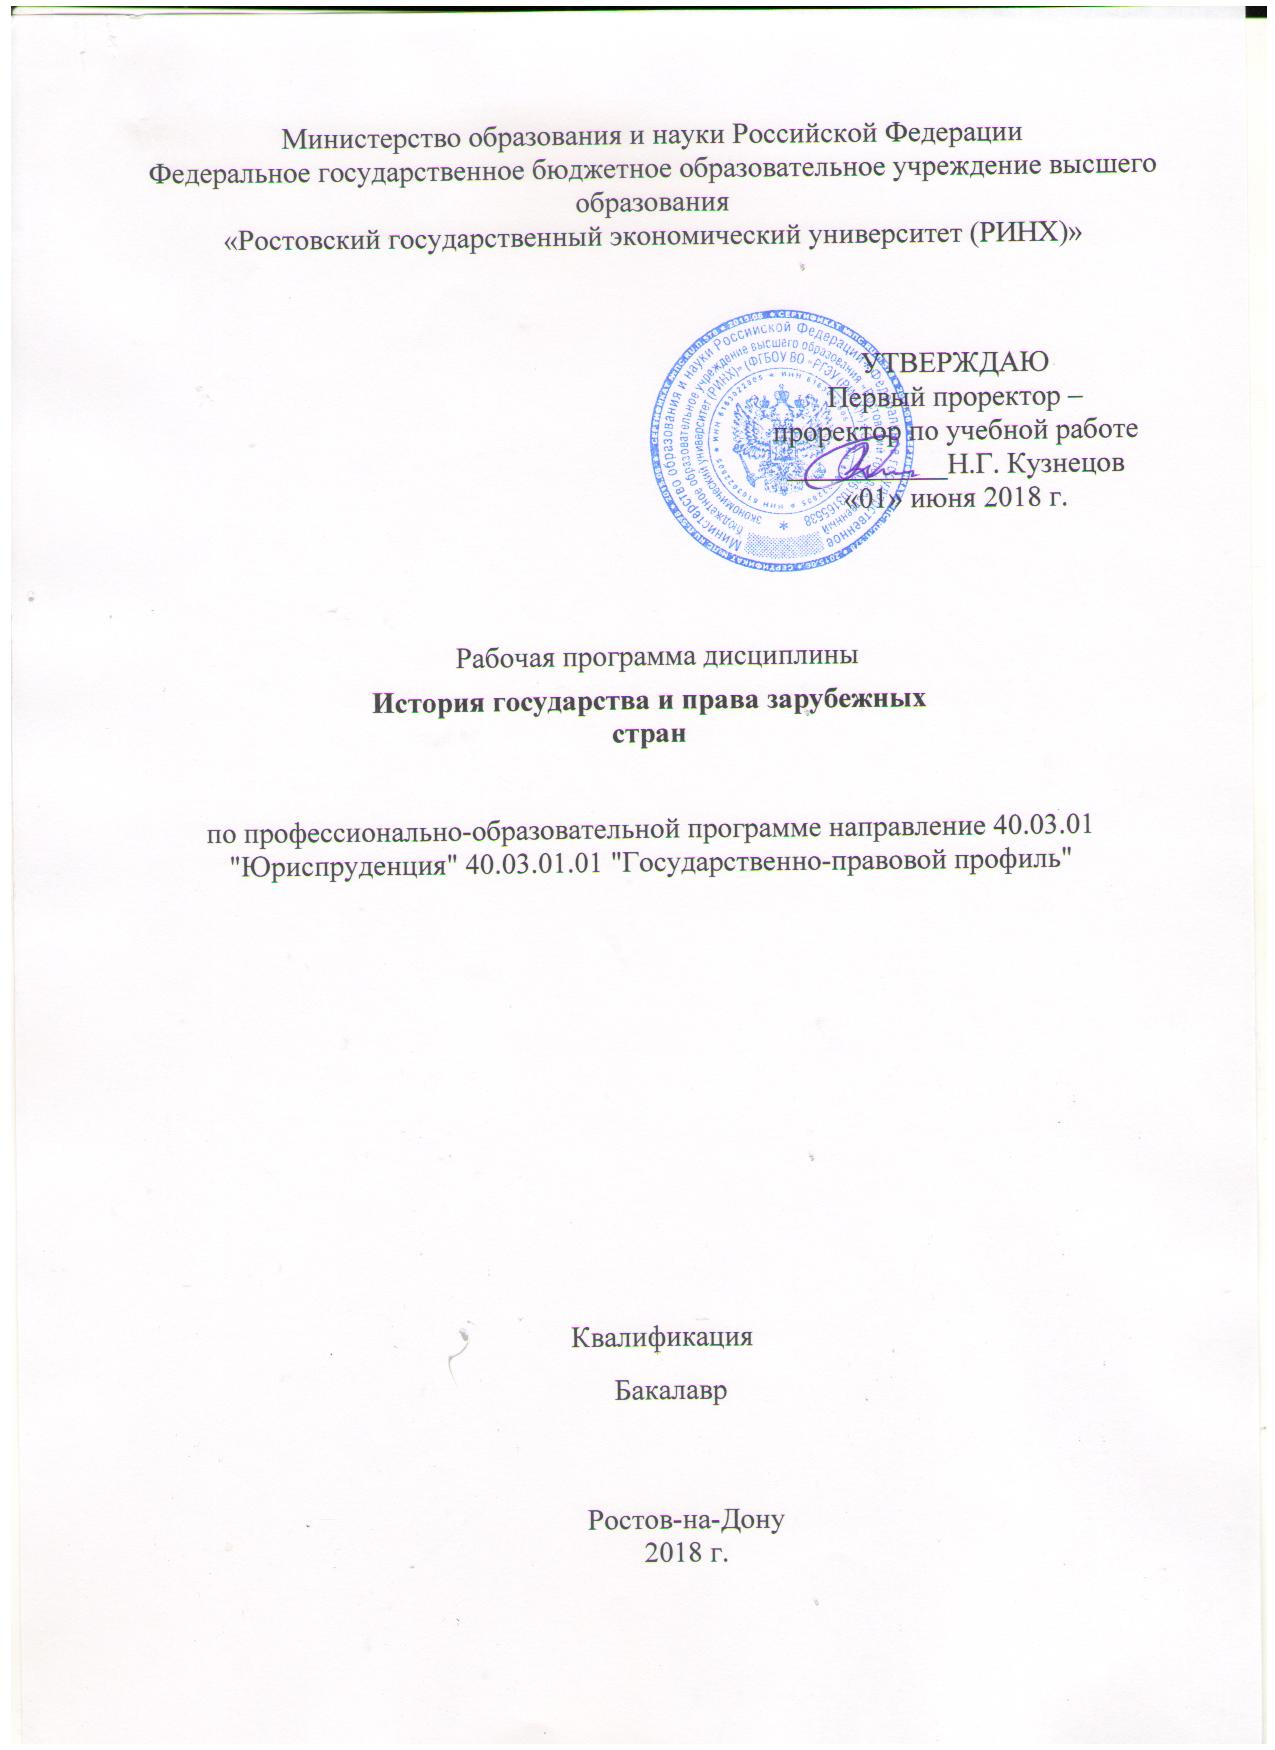 Министерство образования и науки Российской Федерации
Федеральное государственное бюджетное образовательное учреждение высшего
образования
«Ростовский государственный экономический университет (РИНХ)»
УТВЕРЖДАЮ
Первый проректор –
проректор по учебной работе
Н.Г. Кузнецов
«01» июня 2018 г.
Рабочая программа дисциплины
История государства и права зарубежных
стран
по профессионально-образовательной программе направление 40.03.01
"Юриспруденция" 40.03.01.01 "Государственно-правовой профиль"
Квалификация
Бакалавр
Ростов-на-Дону
2018 г.